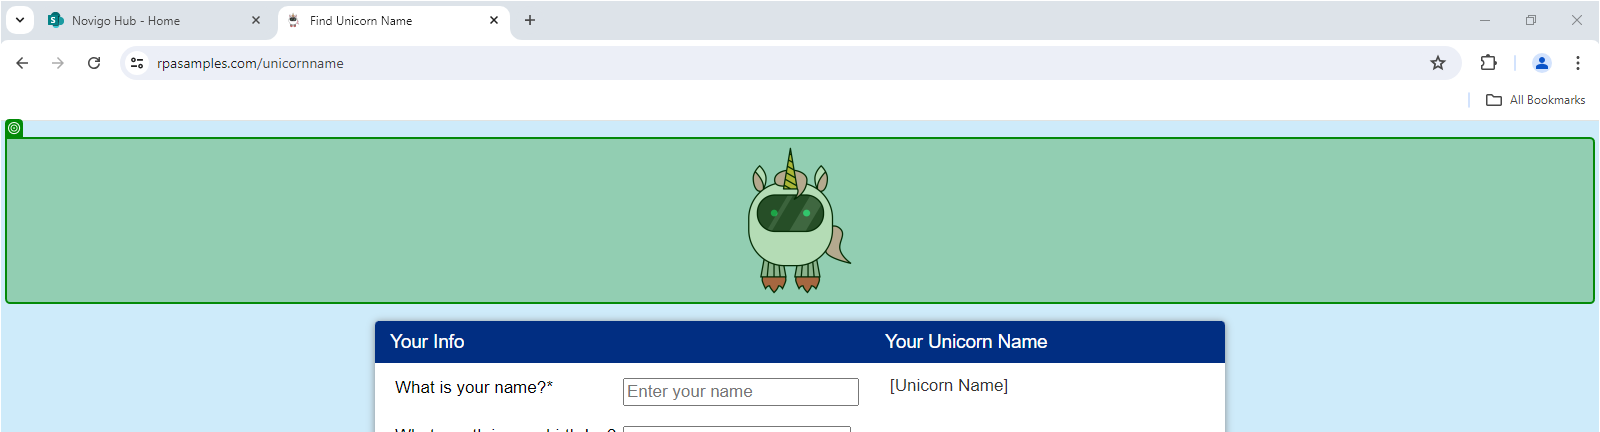 Novigo Hub - Home
Find Unicorn Name
rpasamples.com/unicornname
All Bookmarks
Your Info
Your Unicorn Name
What is your name?*
Enter your name
[Unicorn Name]